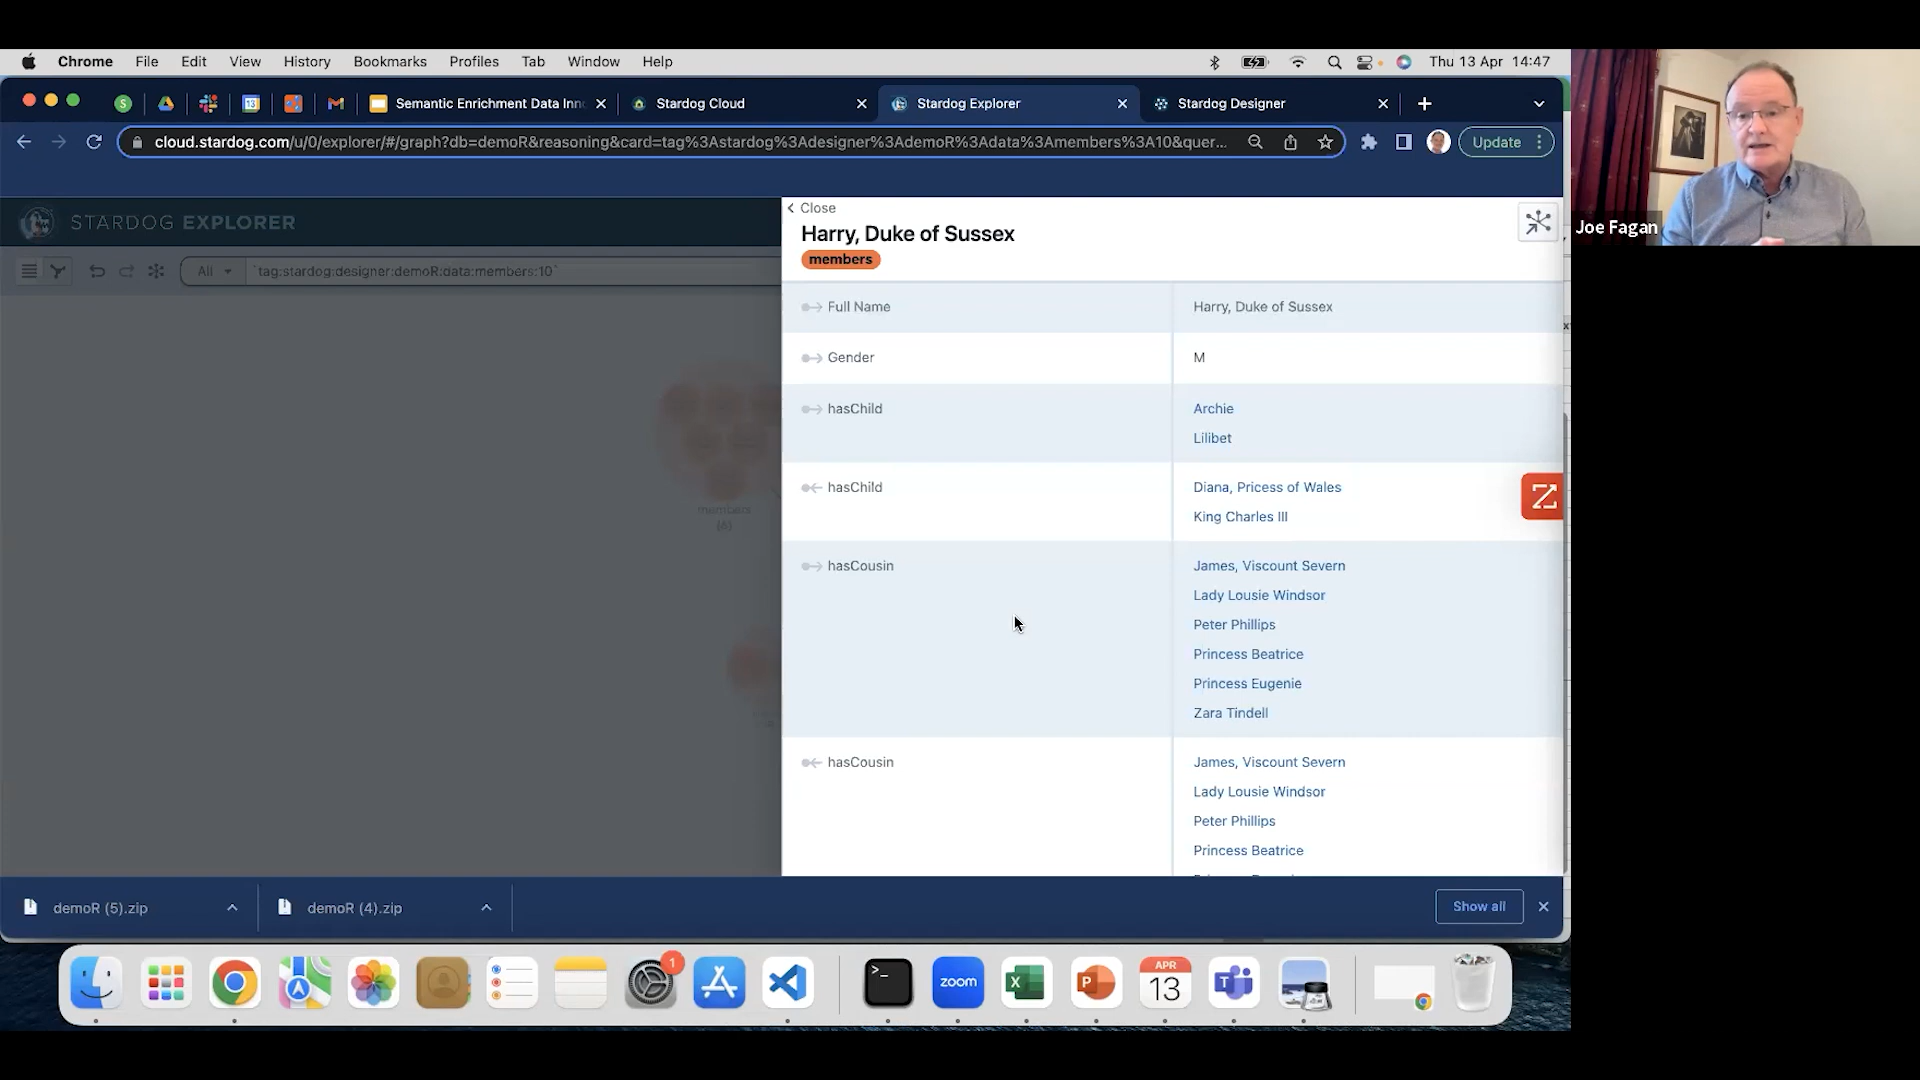 Chrome File Edit View History Bookmarks Profiles Tab Window Help Thu 13 Apr 14:47
Semantic Enrichment Data Inn Stardog Cloud Stardog Explorer Stardog Designer
cloud.stardog.com/u/0/explorer/#/graph?db=demoR&reasoning&card=tag%3Astardog%3Adesigner%3AdemoR%3Adata%3Amembers%3A10&quer... Update
STARDOG EXPLORER
All `tag:stardog:designer:demoR:data:members:10`
members
(6)
Close
Harry, Duke of Sussex
members
Full Name Harry, Duke of Sussex
Gender M
hasChild Archie
Lilibet
hasChild Diana, Pricess of Wales
King Charles III
hasCousin James, Viscount Severn
Lady Lousie Windsor
Peter Phillips
Princess Beatrice
Princess Eugenie
Zara Tindell
hasCousin James, Viscount Severn
Lady Lousie Windsor
Peter Phillips
Princess Beatrice
Joe Fagan
demoR (5).zip demoR (4).zip Show all
1
zoom
APR
13